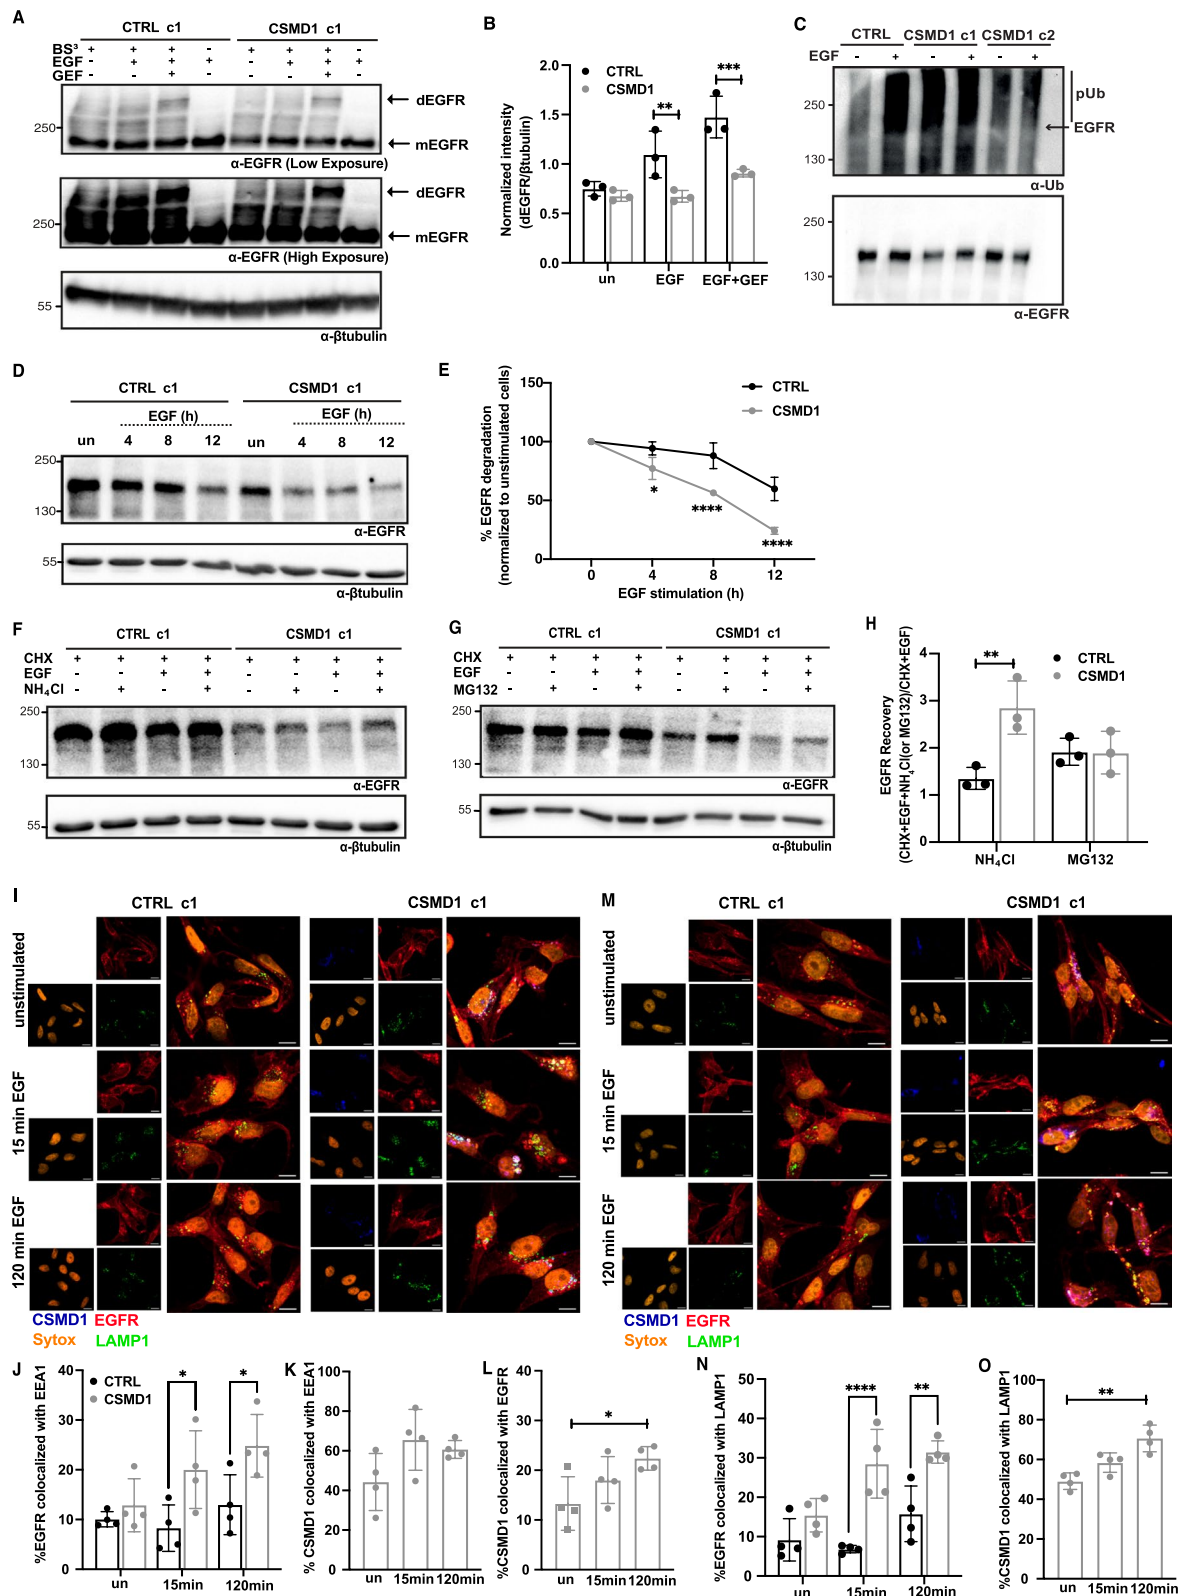 A
CTRL c1
CSMD1 c1
BS³ + + + - + + + -
EGF - + + + - + + +
GEF - - + - - - + -
dEGFR
250
mEGFR
α-EGFR (Low Exposure)
dEGFR
250
mEGFR
α-EGFR (High Exposure)
55
α-βtubulin
B
Normalized intensity
(dEGFR/βtubulin)
2.0
1.5
1.0
0.5
0.0
CTRL
CSMD1
**
***
un EGF EGF+GEF
C
CTRL CSMD1 c1 CSMD1 c2
EGF - + - + - +
250
130
pUb
EGFR
α-Ub
250
130
α-EGFR
D
CTRL c1 CSMD1 c1
EGF (h) EGF (h)
un 4 8 12 un 4 8 12
250
130
α-EGFR
55
α-βtubulin
E
% EGFR degradation
(normalized to unstimulated cells)
150
100
50
0
CTRL
CSMD1
*
****
****
0 4 8 12
EGF stimulation (h)
F
CTRL c1 CSMD1 c1
CHX + + + + + + + +
EGF - - + + - - + +
NH₄Cl - + - + - + - +
250
130
α-EGFR
55
α-βtubulin
G
CTRL c1 CSMD1 c1
CHX + + + + + + + +
EGF - - + + - - + +
MG132 - + - + - + - +
250
130
α-EGFR
55
α-βtubulin
H
EGFR Recovery
(CHX+EGF+NH₄Cl(or MG132)/CHX+EGF)
4
3
2
1
0
**
CTRL
CSMD1
NH₄Cl MG132
I
CTRL c1 CSMD1 c1
unstimulated
15 min EGF
120 min EGF
CSMD1 EGFR
Sytox LAMP1
M
CTRL c1 CSMD1 c1
unstimulated
15 min EGF
120 min EGF
CSMD1 EGFR
Sytox LAMP1
J
%EGFR colocalized with EEA1
40
30
20
10
0
CTRL
CSMD1
*
*
un 15min 120min
K
% CSMD1 colocalized with EEA1
100
80
60
40
20
0
un 15min 120min
L
%CSMD1 colocalized with EGFR
40
30
20
10
0
*
un 15min 120min
N
%EGFR colocalized with LAMP1
50
40
30
20
10
0
****
**
un 15min 120min
O
%CSMD1 colocalized with LAMP1
100
80
60
40
20
0
**
un 15min 120min